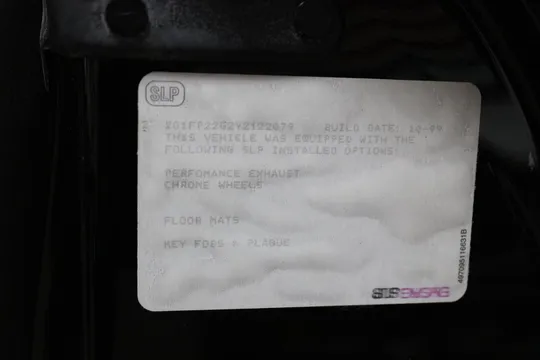 SLP
BUILD DATE: 10-99
THIS VEHICLE WAS EQUIPPED WITH THE
FOLLOWING SLP INSTALLED OPTIONS:
PERFOMANCE EXHAUST
CHROME WHEELS
FLOOR MATS
KEY FOBS & PLAQUE
497095116631B